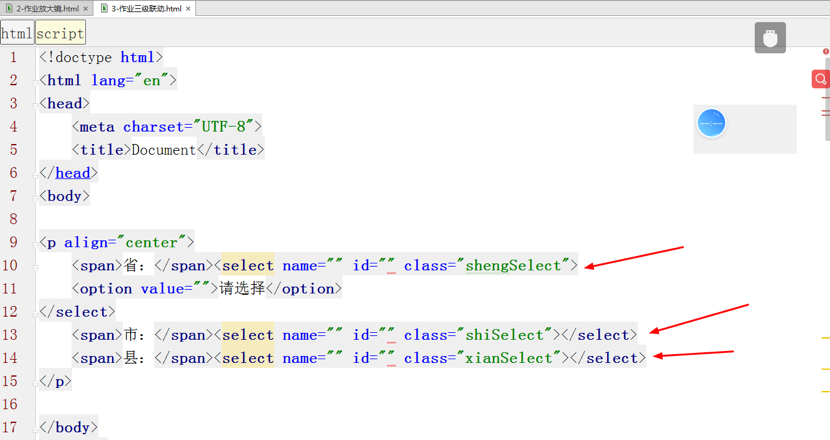 2-作业放大镜.html × 3-作业三级联动.html ×
html script
1 <!doctype html>
2 <html lang="en">
3 <head>
4 <meta charset="UTF-8">
5 <title>Document</title>
6 </head>
7 <body>
8
9 <p align="center">
10 <span>省：</span><select name="" id="" class="shengSelect">
11 <option value="">请选择</option>
12 </select>
13 <span>市：</span><select name="" id="" class="shiSelect"></select>
14 <span>县：</span><select name="" id="" class="xianSelect"></select>
15 </p>
16
17 </body>
--:--